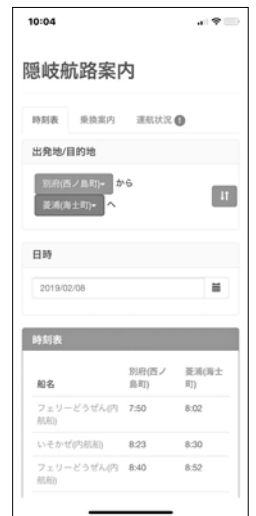 10:04
隠岐航路案内
時刻表 乗換案内 運航状況 !
出発地/目的地
別府(西ノ島町) から
菱浦(海士町) へ
日時
2019/02/08
時刻表
船名 別府(西ノ島町) 菱浦(海士町)
フェリーどうぜん(内航船) 7:50 8:02
いそかぜ(内航船) 8:23 8:30
フェリーどうぜん(内航船) 8:40 8:52